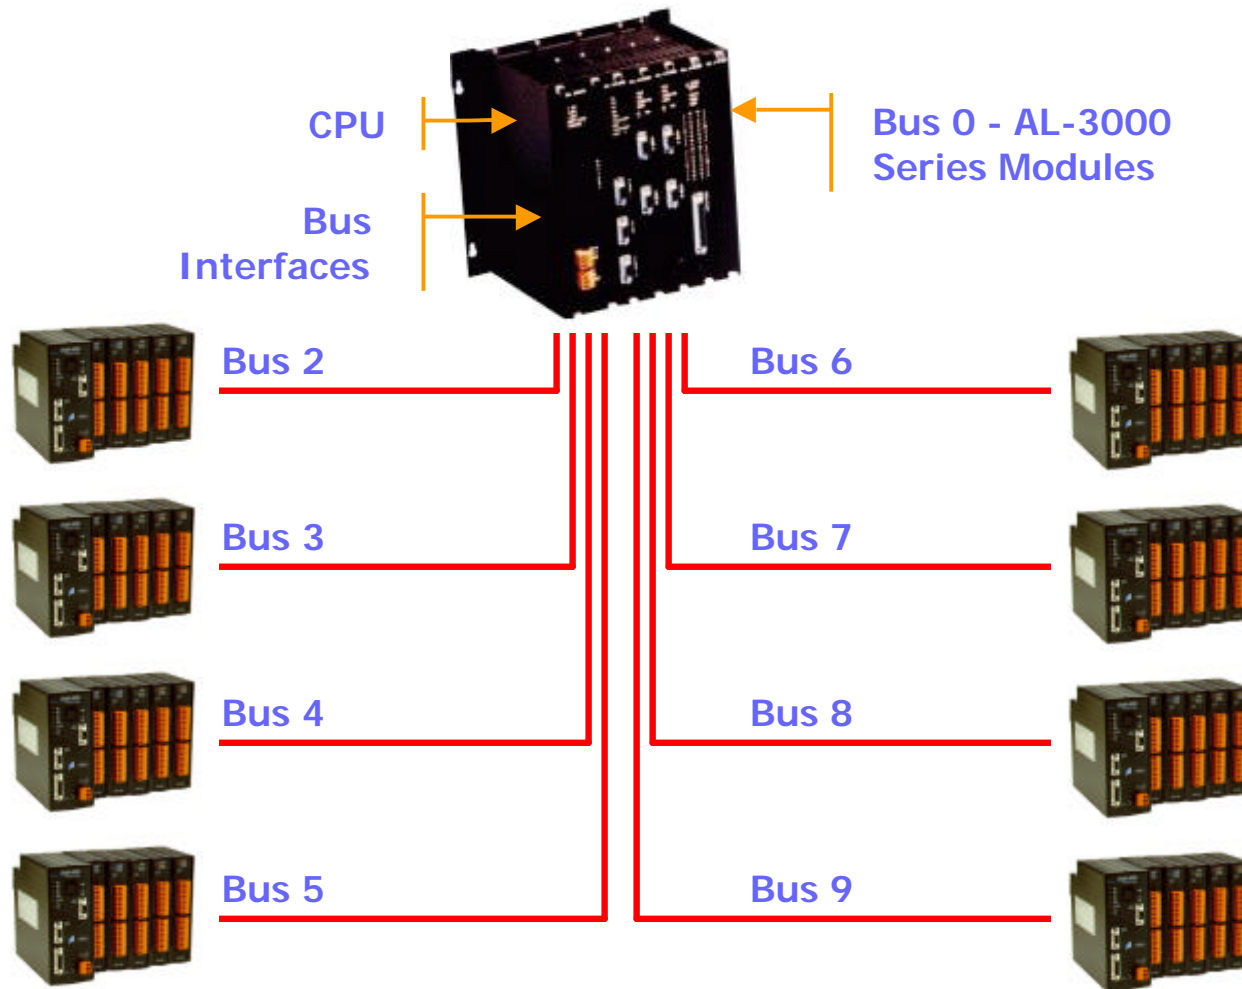 CPU
Bus 0 - AL-3000
Series Modules
Bus
Interfaces
Bus 2
Bus 6
Bus 3
Bus 7
Bus 4
Bus 8
Bus 5
Bus 9